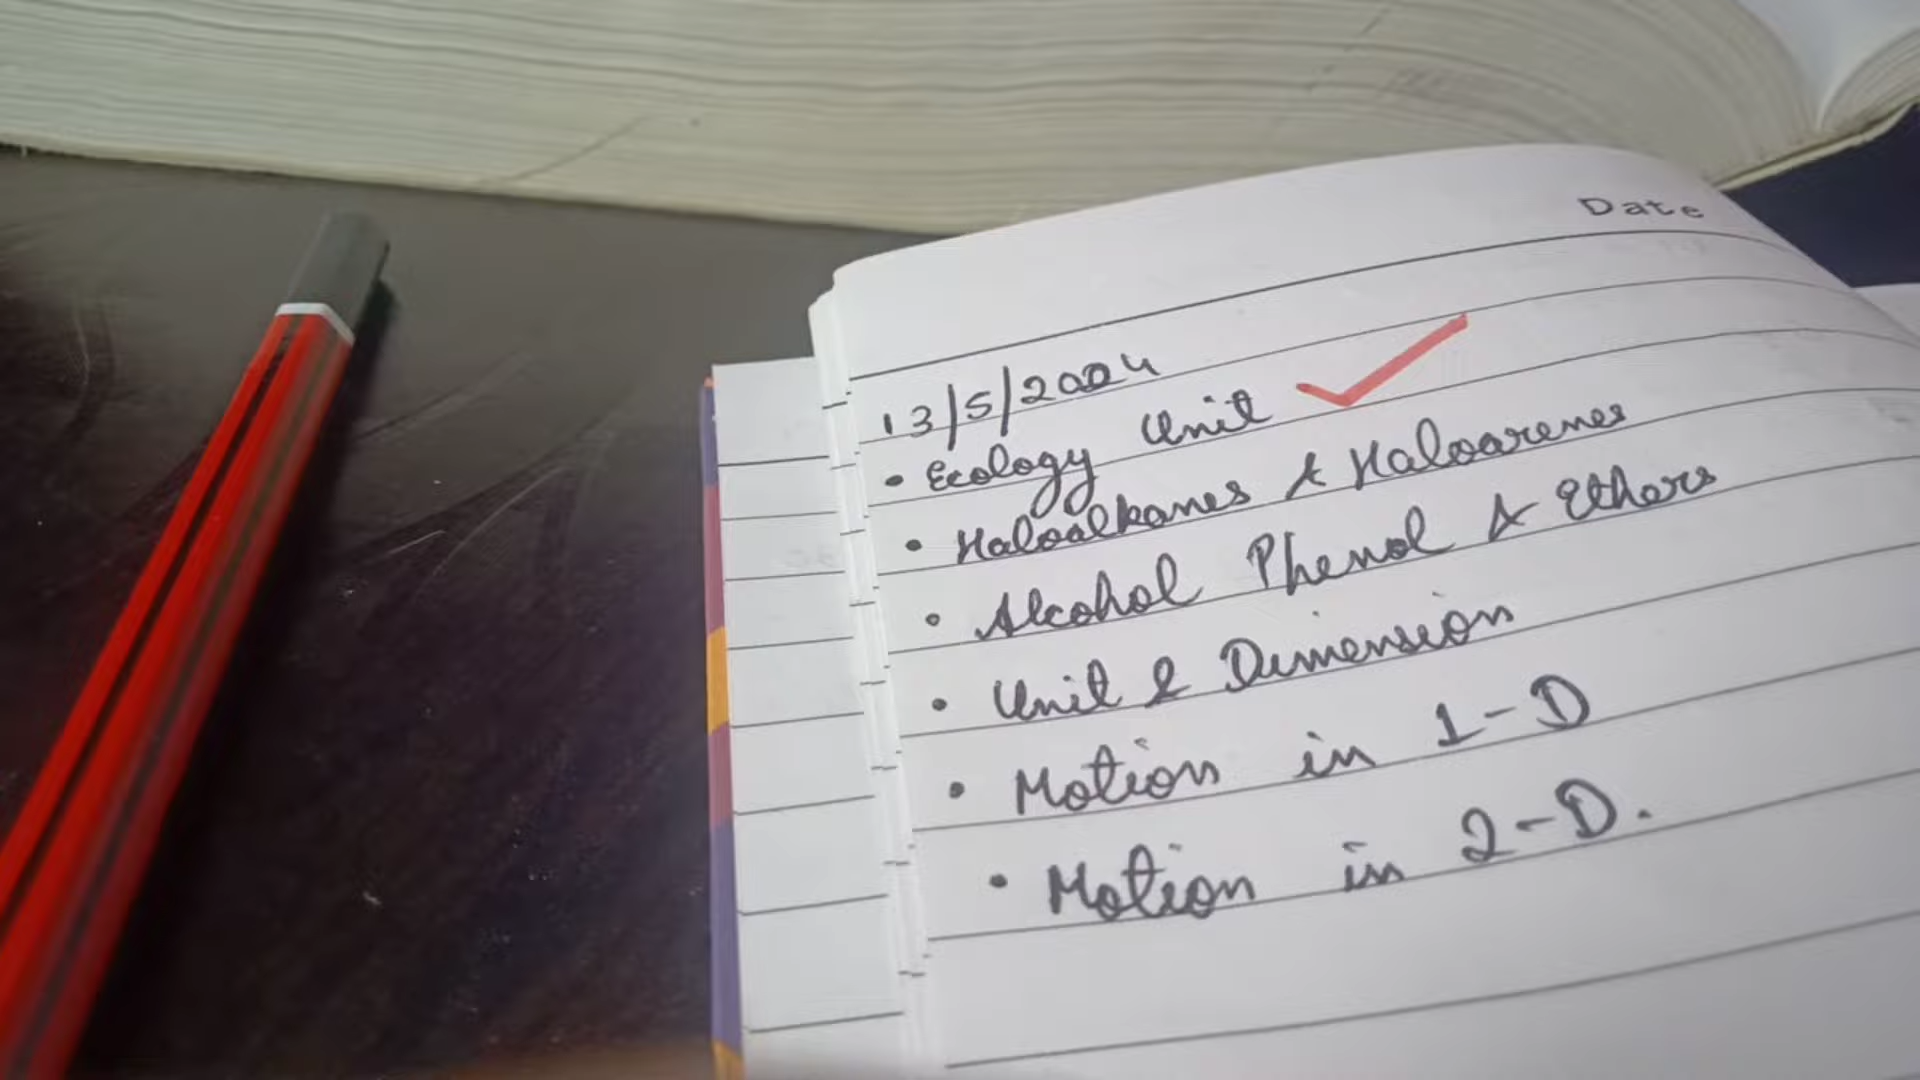 Date
13/5/2024
• Ecology Unit ✓
• Haloalkanes & Haloarenes
• Alcohol Phenol & Ethers
• Unit & Dimension
• Motion in 1-D
• Motion in 2-D.